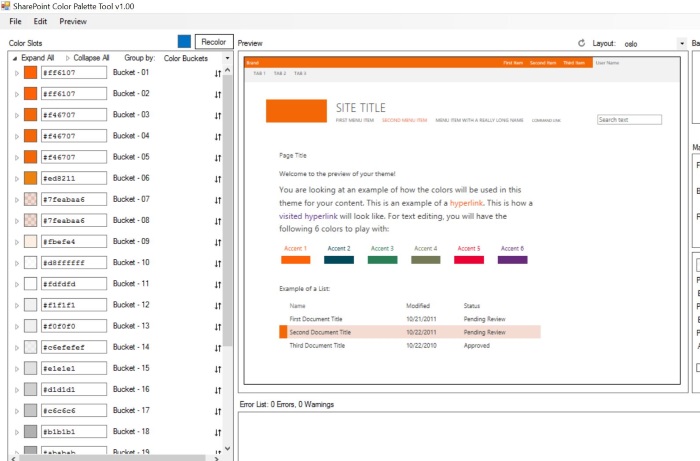 SharePoint Color Palette Tool v1.00
File Edit Preview
Color Slots Recolor
Expand All Collapse All Group by: Color Buckets
#ff6107 Bucket - 01
#ff6107 Bucket - 02
#f46707 Bucket - 03
#f46707 Bucket - 04
#f46707 Bucket - 05
#ed8211 Bucket - 06
#7feabaa6 Bucket - 07
#7feabaa6 Bucket - 08
#fbefe4 Bucket - 09
#d8ffffff Bucket - 10
#fdfdfd Bucket - 11
#f1f1f1 Bucket - 12
#f0f0f0 Bucket - 13
#c6efefef Bucket - 14
#e1e1e1 Bucket - 15
#d1d1d1 Bucket - 16
#c6c6c6 Bucket - 17
#b1b1b1 Bucket - 18
#ababab Bucket - 19
Preview Layout: oslo
Brand First Item Second Item Third Item User Name
TAB 1 TAB 2 TAB 3
SITE TITLE
FIRST MENU ITEM SECOND MENU ITEM MENU ITEM WITH A REALLY LONG NAME COMMAND LINK
Search text
Page Title
Welcome to the preview of your theme!
You are looking at an example of how the colors will be used in this
theme for your content. This is an example of a hyperlink. This is how a
visited hyperlink will look like. For text editing, you will have the
following 6 colors to play with:
Accent 1 Accent 2 Accent 3 Accent 4 Accent 5 Accent 6
Example of a List:
Name Modified Status
First Document Title 10/21/2011 Pending Review
Second Document Title 10/22/2011 Pending Review
Third Document Title 10/22/2010 Approved
Error List: 0 Errors, 0 Warnings